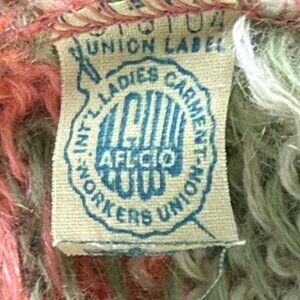 UNION LABEL
INT'L LADIES GARMENT
ILGWU
AFL CIO
WORKERS UNION